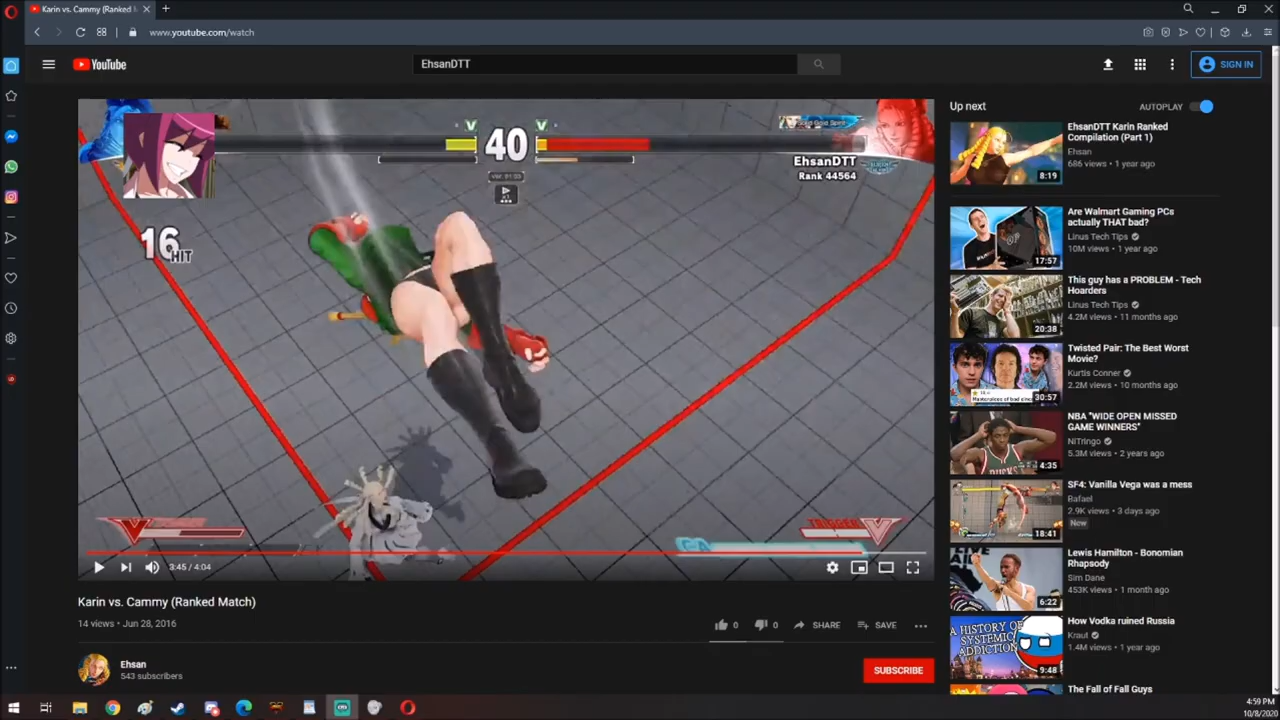 Karin vs. Cammy (Ranked M
www.youtube.com/watch
YouTube
EhsanDTT
SIGN IN
V
40
V
EhsanDTT
Rank 44564
16 HIT
V
TRIGGER V
3:45 / 4:04
Karin vs. Cammy (Ranked Match)
14 views • Jun 28, 2016
0
0
SHARE
SAVE
Ehsan
543 subscribers
SUBSCRIBE
Up next
AUTOPLAY
8:19
EhsanDTT Karin Ranked
Compilation (Part 1)
Ehsan
686 views • 1 year ago
17:57
Are Walmart Gaming PCs
actually THAT bad?
Linus Tech Tips
10M views • 1 year ago
20:38
This guy has a PROBLEM - Tech
Hoarders
Linus Tech Tips
4.2M views • 11 months ago
30:57
Twisted Pair: The Best Worst
Movie?
Kurtis Conner
2.2M views • 10 months ago
BUCKS
4:35
NBA "WIDE OPEN MISSED
GAME WINNERS"
NiTringo
5.3M views • 2 years ago
18:41
SF4: Vanilla Vega was a mess
Bafael
2.9K views • 3 days ago
New
6:22
Lewis Hamilton - Bonomian
Rhapsody
Sim Dane
453K views • 1 month ago
A HISTORY OF
SYSTEMIC
ADDICTION
9:48
How Vodka ruined Russia
Kraut
1.4M views • 1 year ago
The Fall of Fall Guys
4:59 PM
10/8/2020